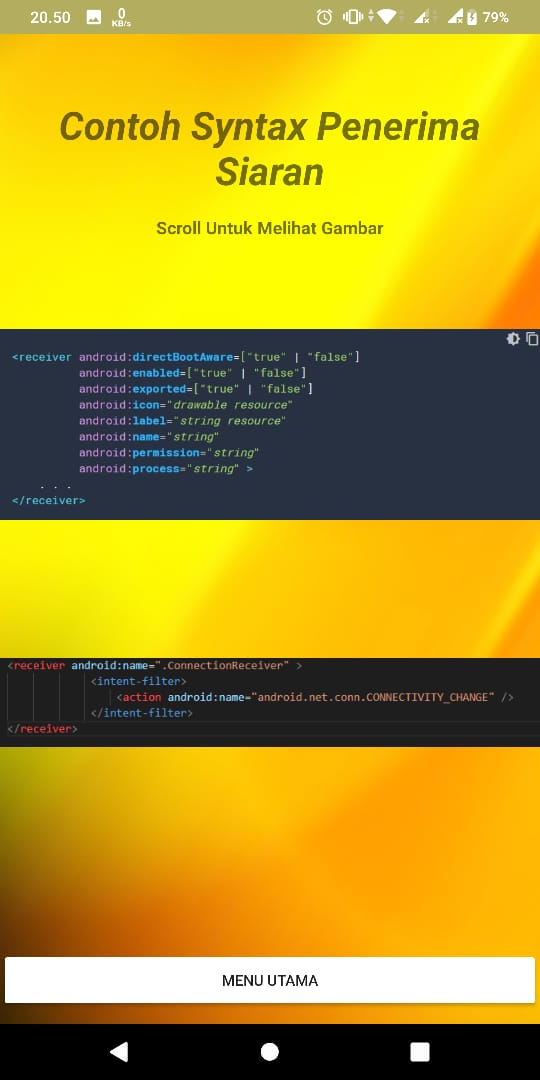 20.50 0 KB/s 79%
Contoh Syntax Penerima
Siaran
Scroll Untuk Melihat Gambar
<receiver android:directBootAware=["true" | "false"]
android:enabled=["true" | "false"]
android:exported=["true" | "false"]
android:icon="drawable resource"
android:label="string resource"
android:name="string"
android:permission="string"
android:process="string" >
. . .
</receiver>
<receiver android:name=".ConnectionReceiver" >
<intent-filter>
<action android:name="android.net.conn.CONNECTIVITY_CHANGE" />
</intent-filter>
</receiver>
MENU UTAMA